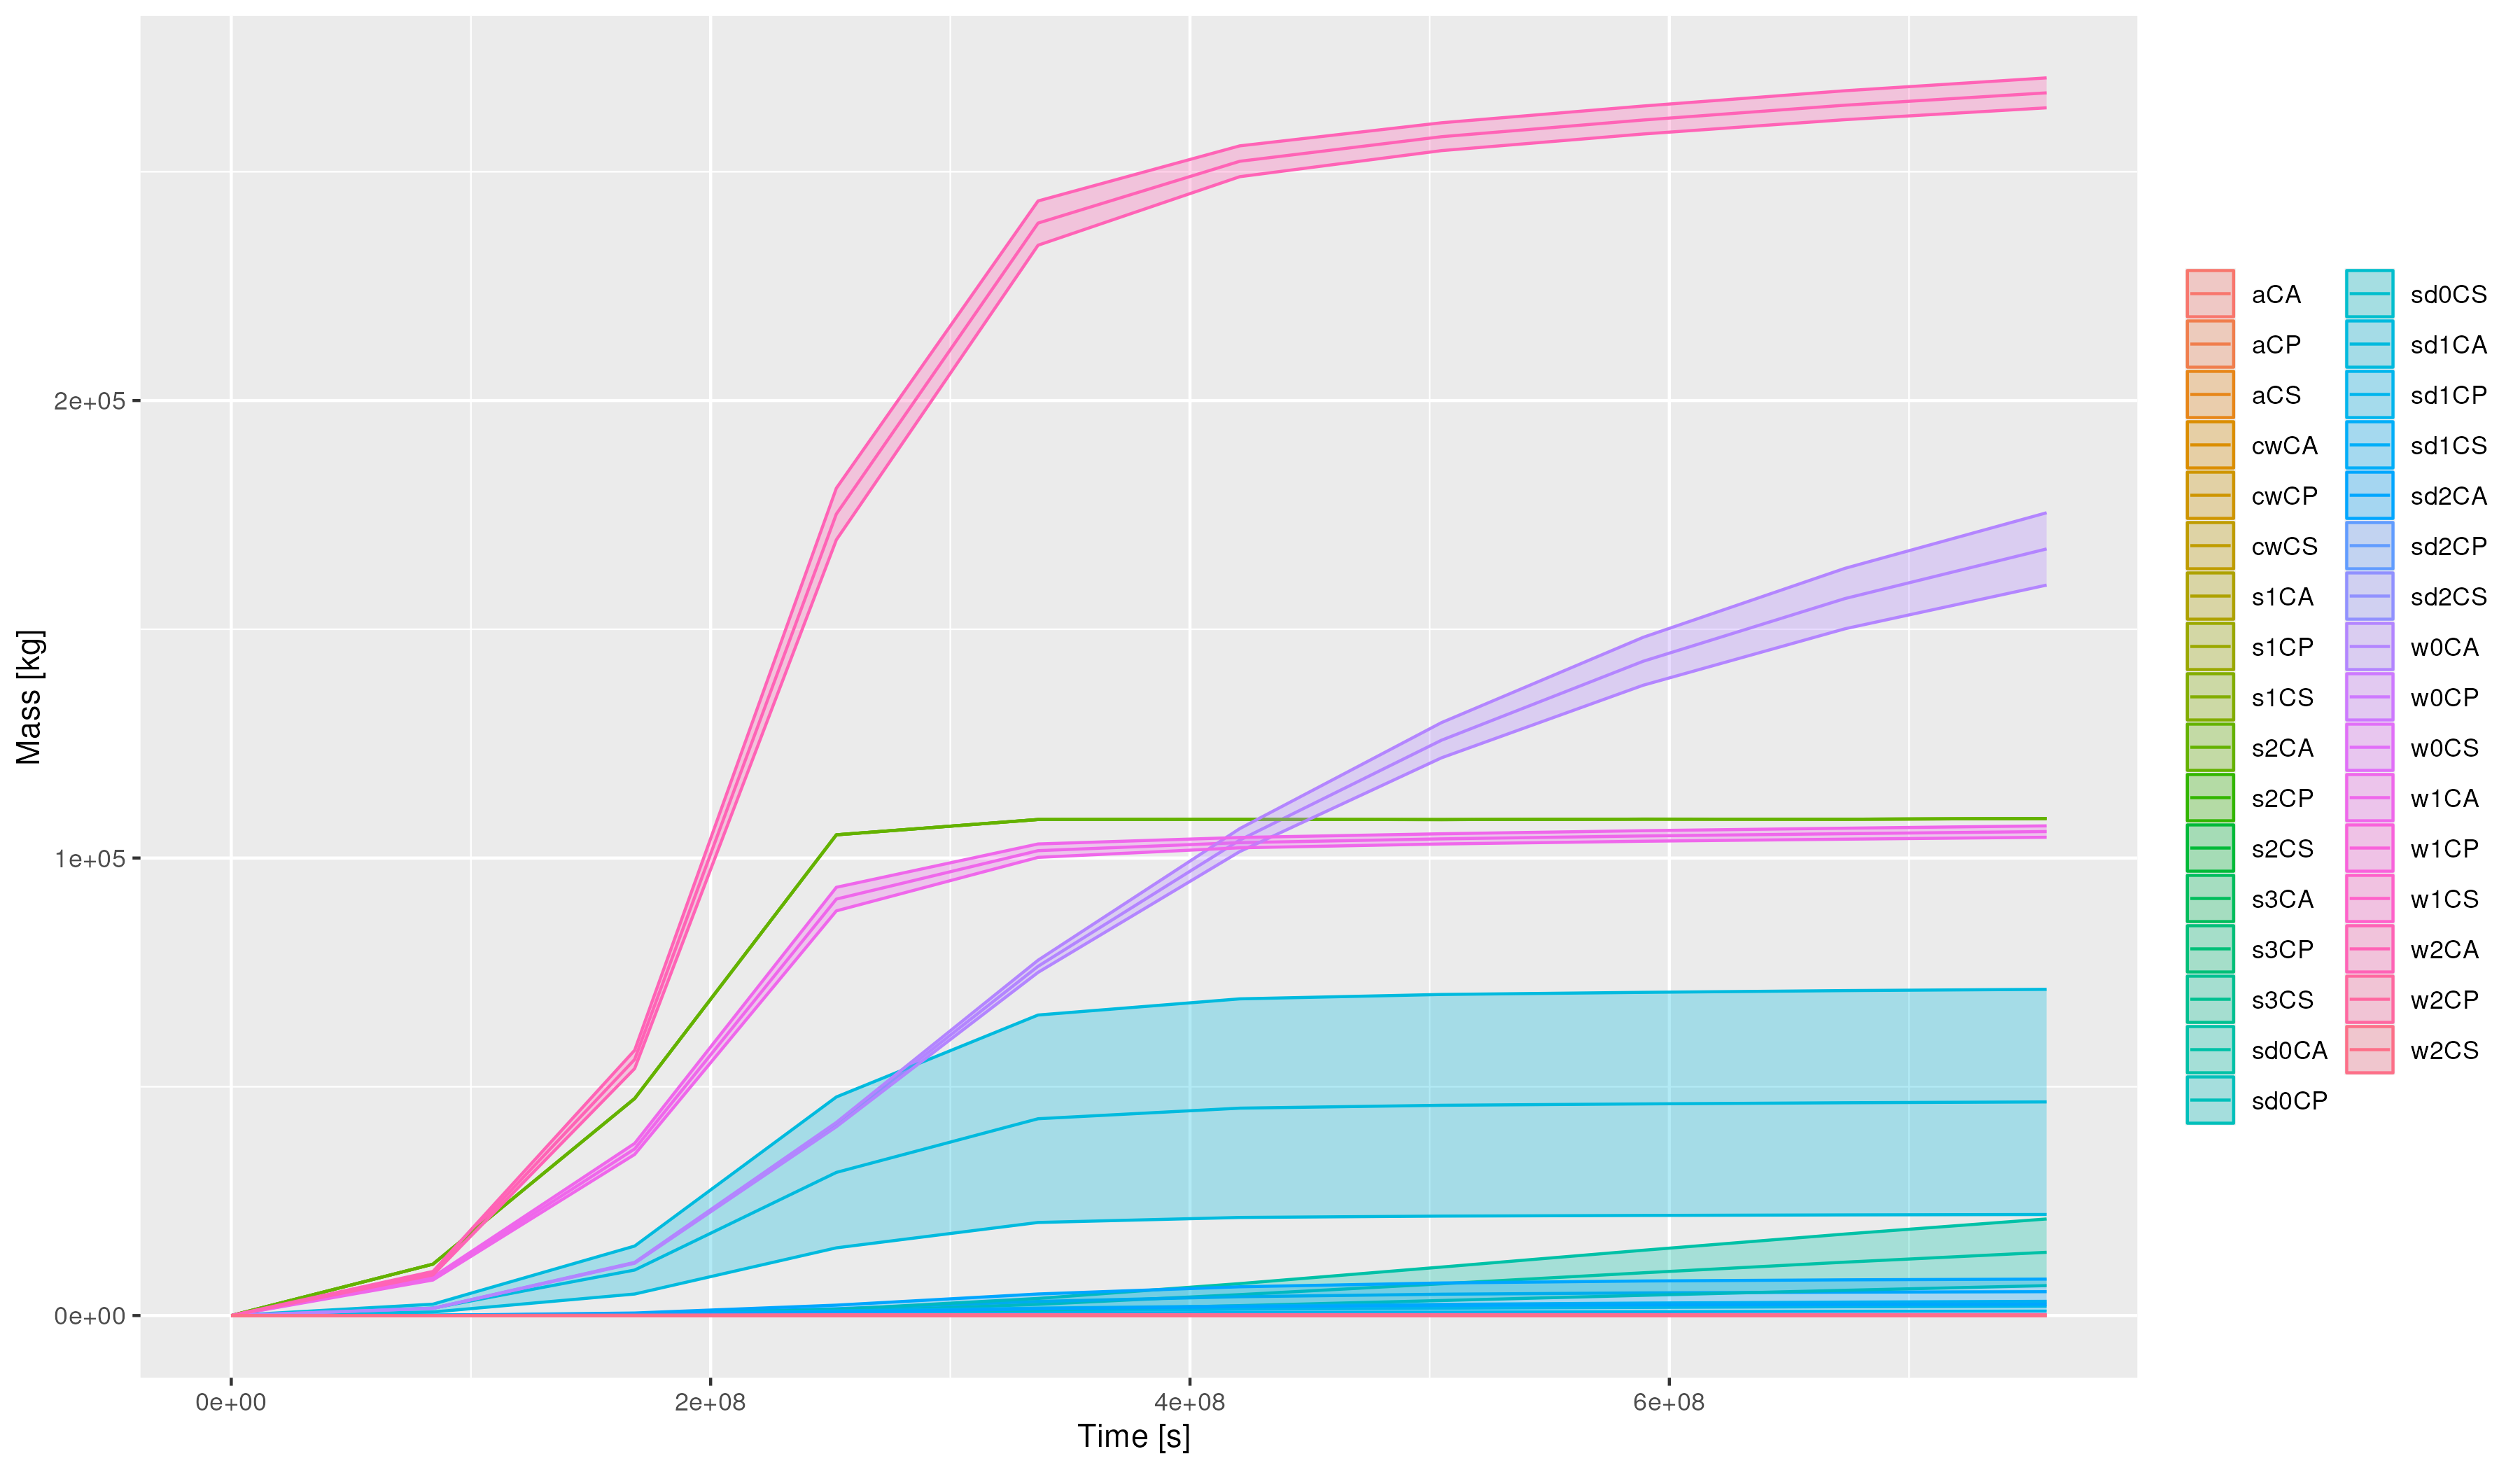 Mass [kg]
2e+05
1e+05
0e+00
0e+00 2e+08 4e+08 6e+08
Time [s]
aCA
aCP
aCS
cwCA
cwCP
cwCS
s1CA
s1CP
s1CS
s2CA
s2CP
s2CS
s3CA
s3CP
s3CS
sd0CA
sd0CP
sd0CS
sd1CA
sd1CP
sd1CS
sd2CA
sd2CP
sd2CS
w0CA
w0CP
w0CS
w1CA
w1CP
w1CS
w2CA
w2CP
w2CS